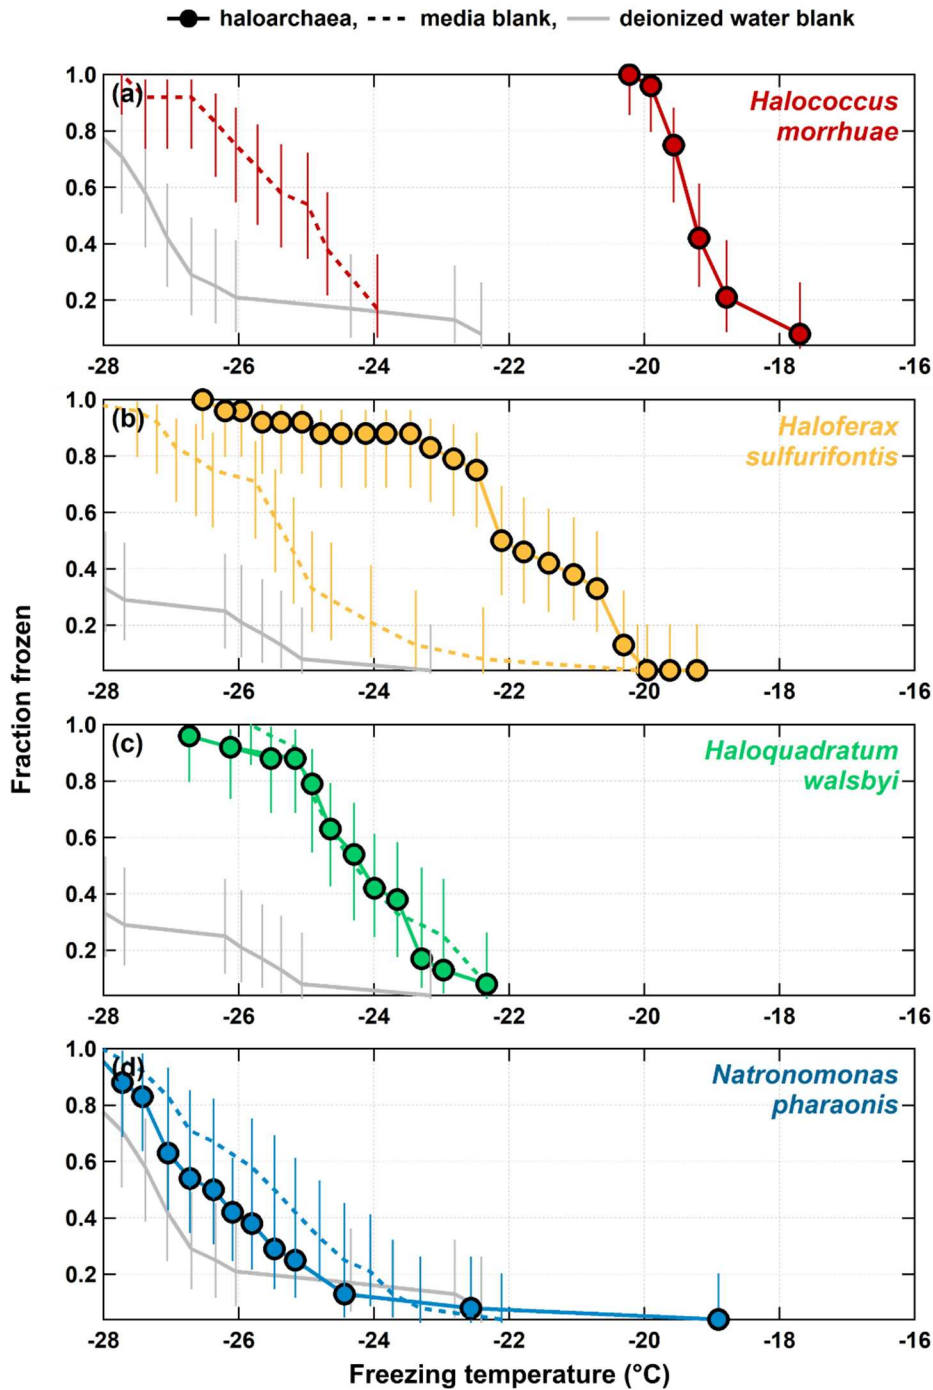 haloarchaea, media blank, deionized water blank
1.0
(a)
Halococcus
morrhuae
0.8
0.6
0.4
0.2
-28 -26 -24 -22 -20 -18 -16
1.0
(b)
Haloferax
sulfurifontis
0.8
0.6
0.4
0.2
-28 -26 -24 -22 -20 -18 -16
1.0
(c)
Haloquadratum
walsbyi
0.8
0.6
0.4
0.2
-28 -26 -24 -22 -20 -18 -16
1.0
(d)
Natronomonas
pharaonis
0.8
0.6
0.4
0.2
-28 -26 -24 -22 -20 -18 -16
Fraction frozen
Freezing temperature (°C)